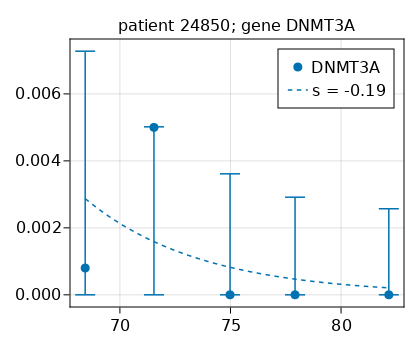 patient 24850; gene DNMT3A
DNMT3A
s = -0.19
0.006
0.004
0.002
0.000
70
75
80